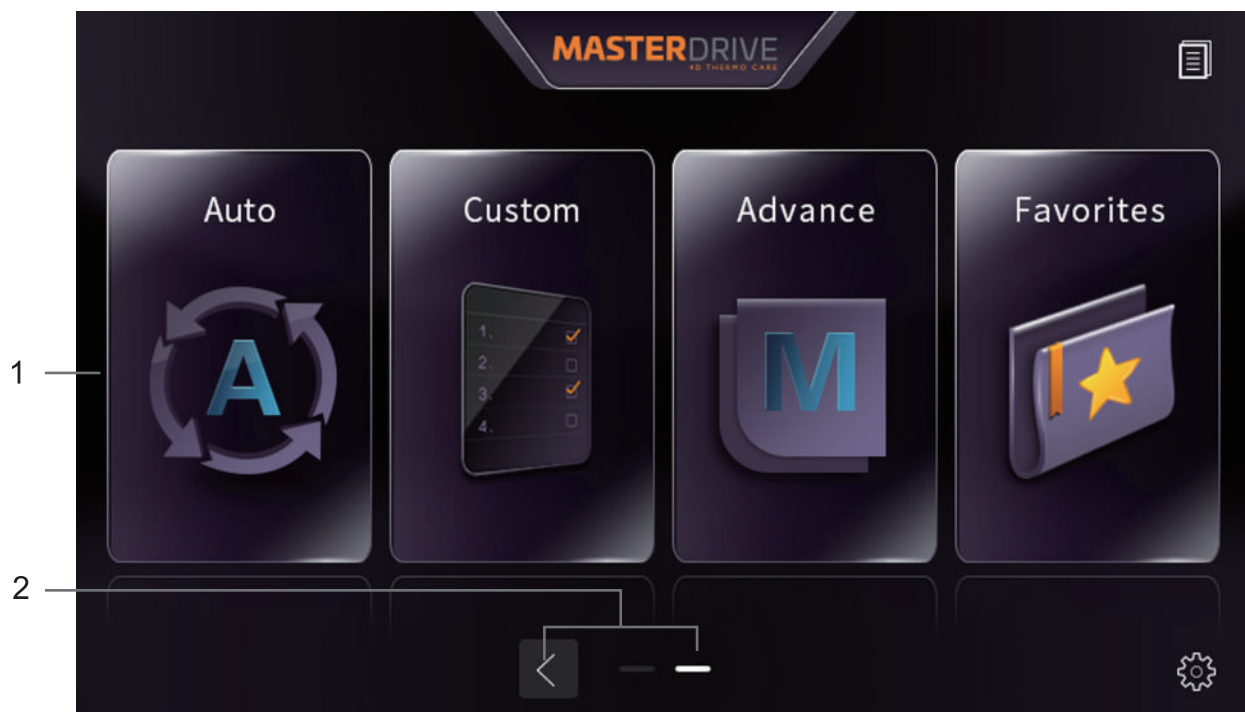 MASTERDRIVE
4D THERMO CARE
Auto
Custom
Advance
Favorites
A
1.
2.
3.
4.
M
1
2